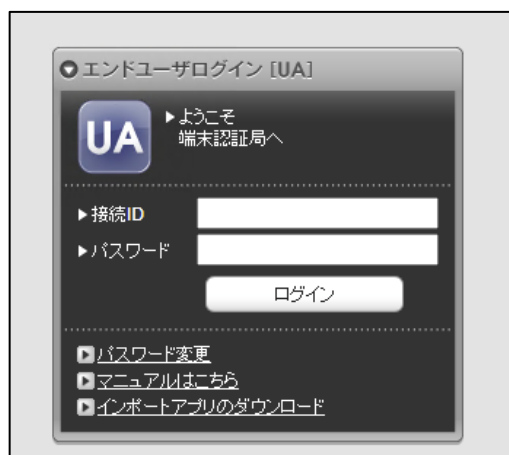 エンドユーザログイン [UA]
UA
ようこそ
端末認証局へ
接続ID
パスワード
ログイン
パスワード変更
マニュアルはこちら
インポートアプリのダウンロード